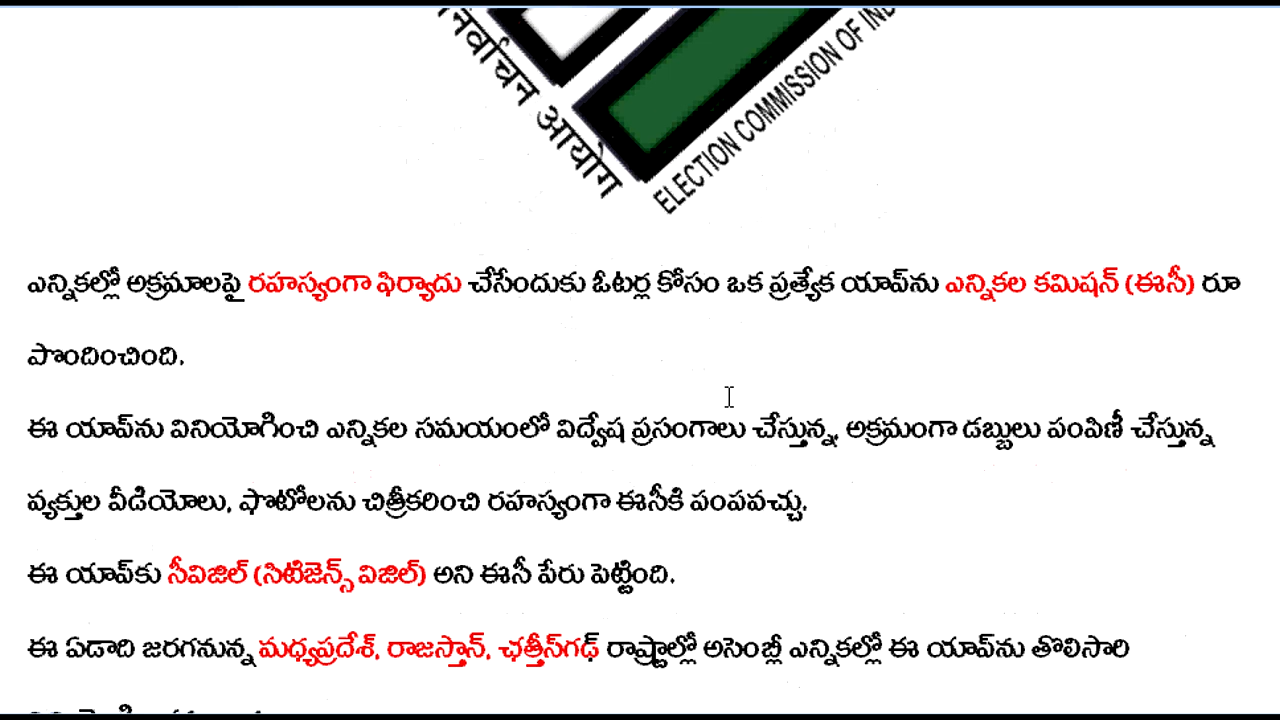 निर्वाचन आयोग
ELECTION COMMISSION OF IND
ఎన్నికల్లో అక్రమాలపై రహస్యంగా ఫిర్యాదు చేసేందుకు ఓటర్ల కోసం ఒక ప్రత్యేక యాప్‌ను ఎన్నికల కమిషన్ (ఈసీ) రూ
పొందించింది.
ఈ యాప్‌ను వినియోగించి ఎన్నికల సమయంలో విద్వేష ప్రసంగాలు చేస్తున్న, అక్రమంగా డబ్బులు పంపిణీ చేస్తున్న
వ్యక్తుల వీడియోలు, ఫొటోలను చిత్రీకరించి రహస్యంగా ఈసీకి పంపవచ్చు.
ఈ యాప్‌కు సీవిజిల్ (సిటిజెన్స్ విజిల్) అని ఈసీ పేరు పెట్టింది.
ఈ ఏడాది జరగనున్న మధ్యప్రదేశ్, రాజస్తాన్, ఛత్తీస్‌గఢ్ రాష్ట్రాల్లో అసెంబ్లీ ఎన్నికల్లో ఈ యాప్‌ను తొలిసారి